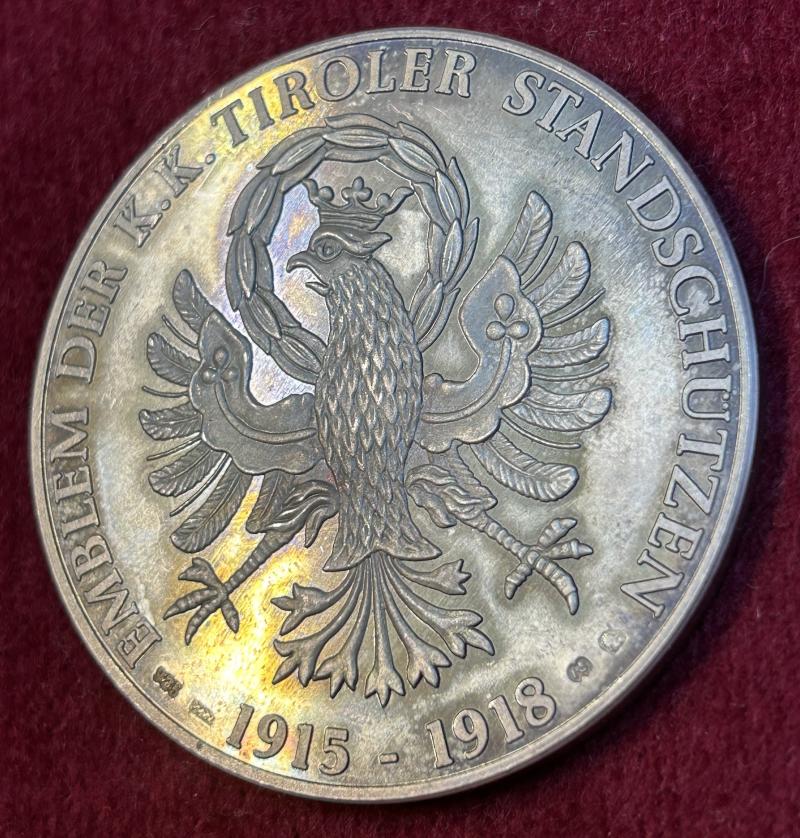 EMBLEM DER K.K. TIROLER STANDSCHÜTZEN
1915 - 1918